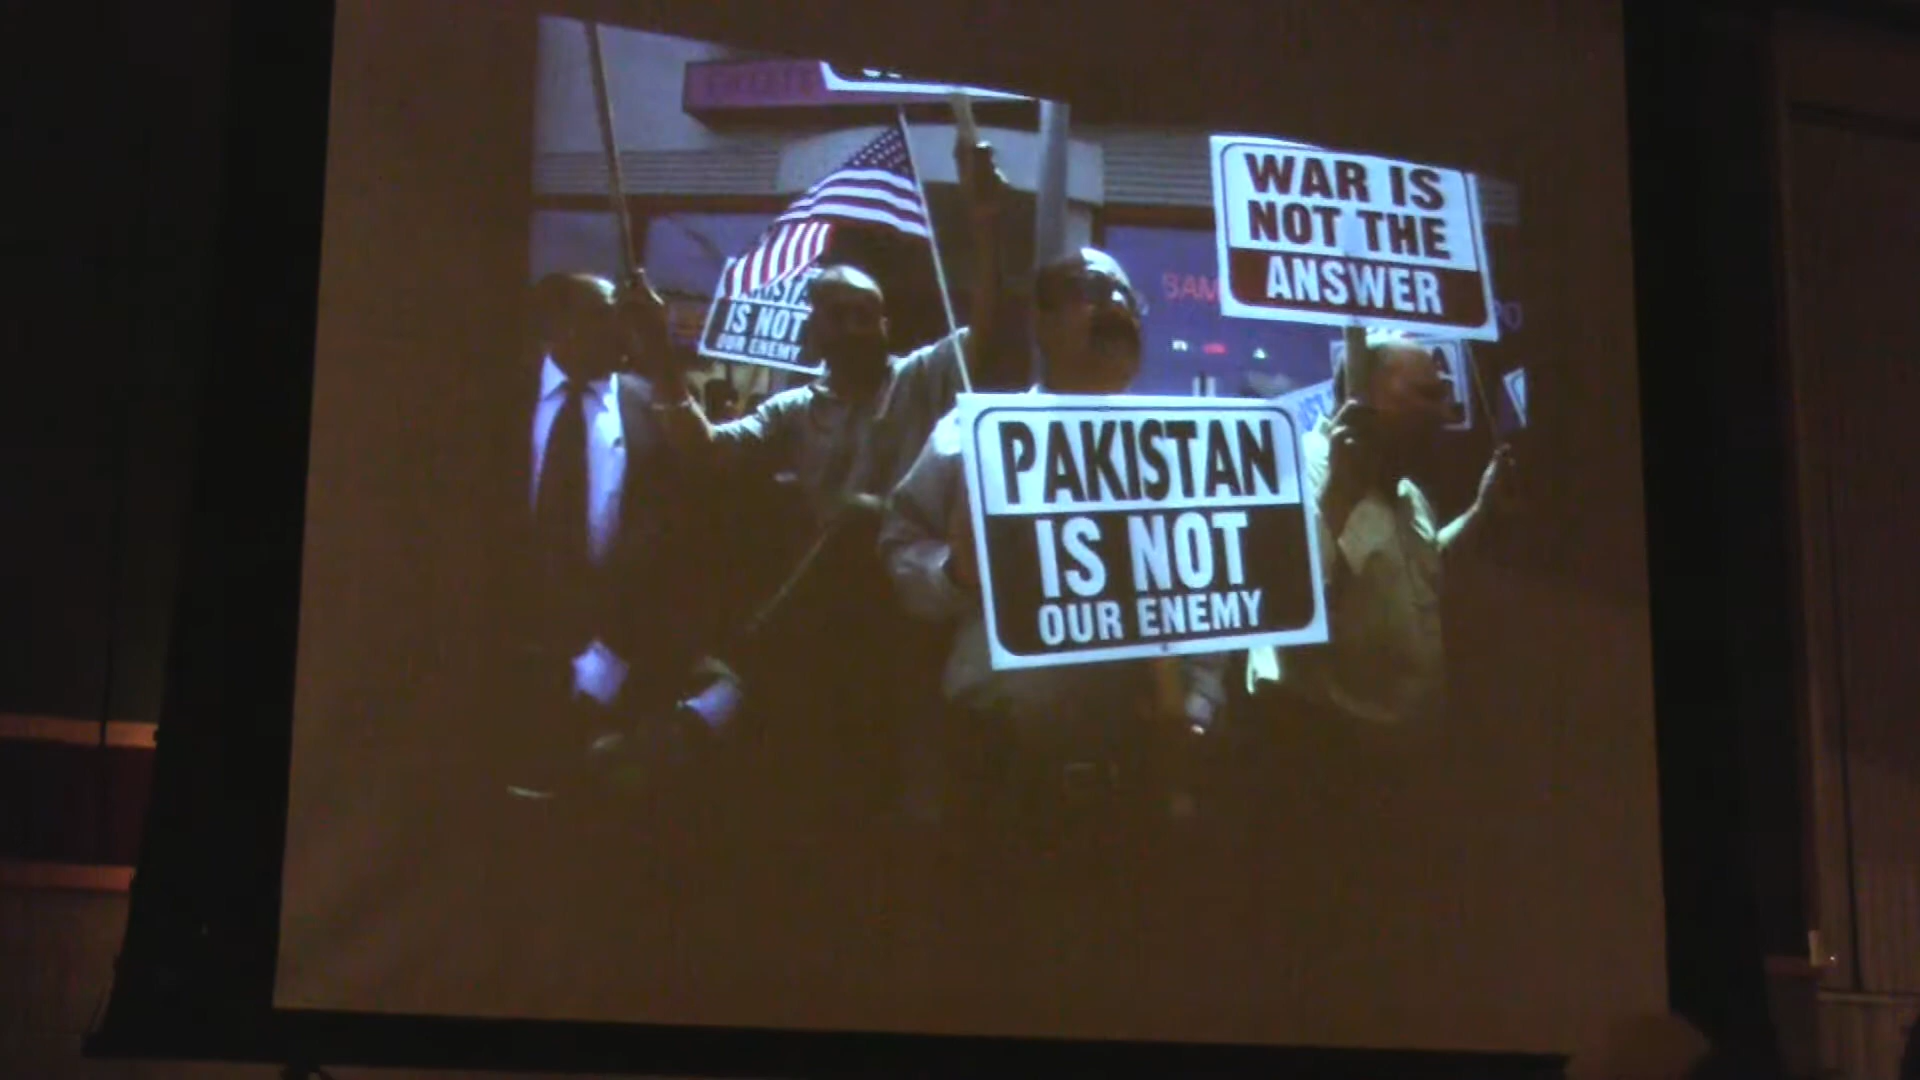 WAR IS
NOT THE
ANSWER
IS NOT
OUR ENEMY
PAKISTAN
IS NOT
OUR ENEMY